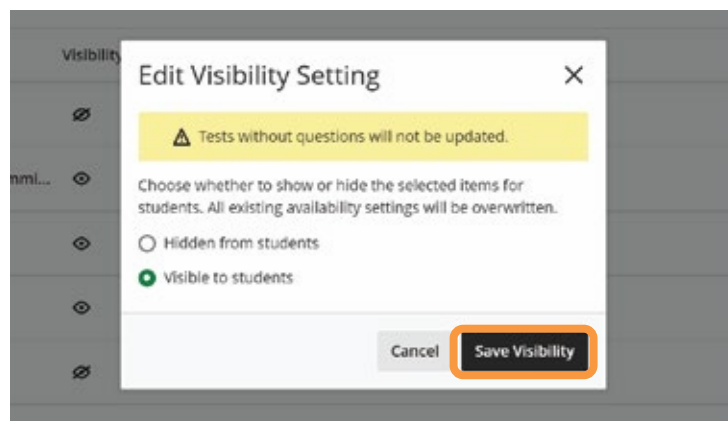 Visibility
Edit Visibility Setting
Tests without questions will not be updated.
mmi...
Choose whether to show or hide the selected items for
students. All existing availability settings will be overwritten.
Hidden from students
Visible to students
Cancel
Save Visibility